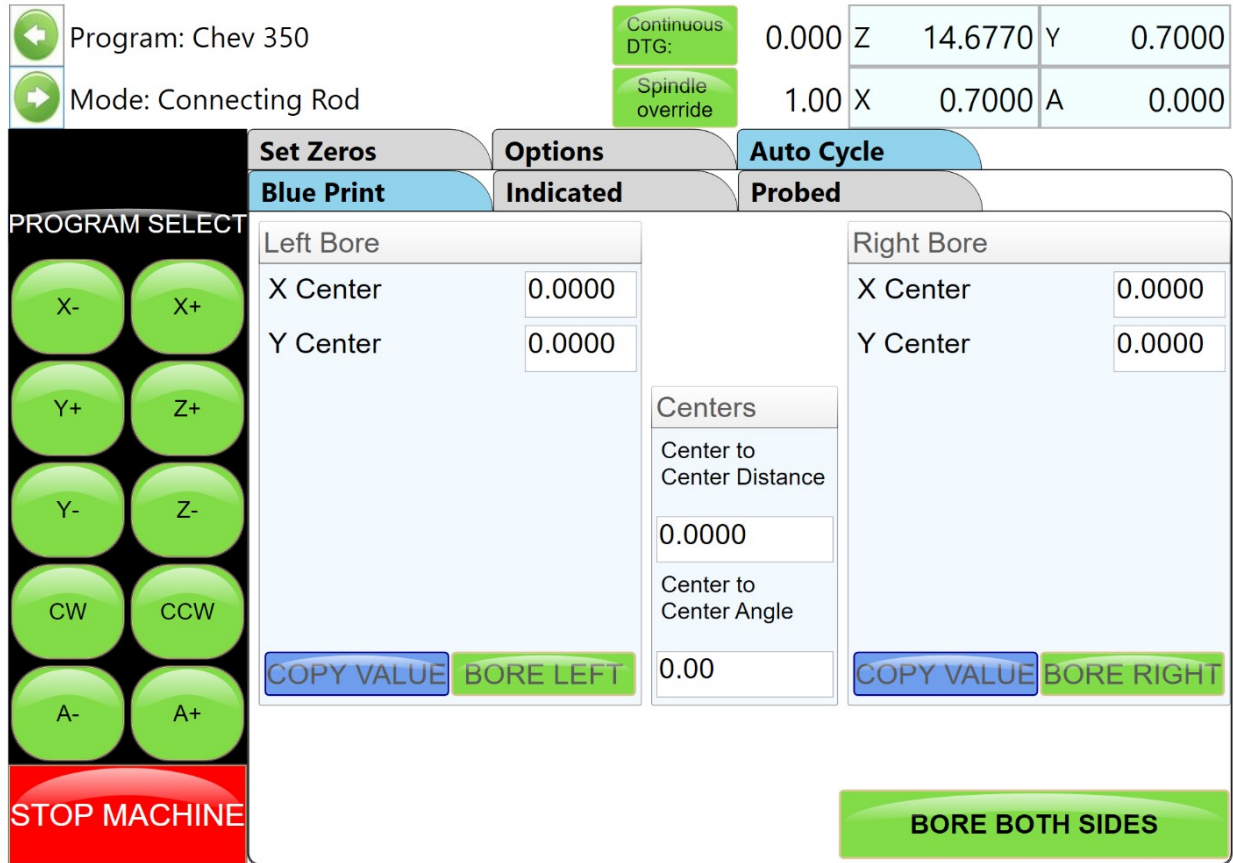 Program: Chev 350
Continuous DTG: 0.000 Z 14.6770 Y 0.7000
Mode: Connecting Rod
Spindle override 1.00 X 0.7000 A 0.000
Set Zeros Options Auto Cycle
Blue Print Indicated Probed
PROGRAM SELECT
X- X+
Y+ Z+
Y- Z-
CW CCW
A- A+
STOP MACHINE
Left Bore
X Center 0.0000
Y Center 0.0000
COPY VALUE BORE LEFT
Centers
Center to
Center Distance
0.0000
Center to
Center Angle
0.00
Right Bore
X Center 0.0000
Y Center 0.0000
COPY VALUE BORE RIGHT
BORE BOTH SIDES